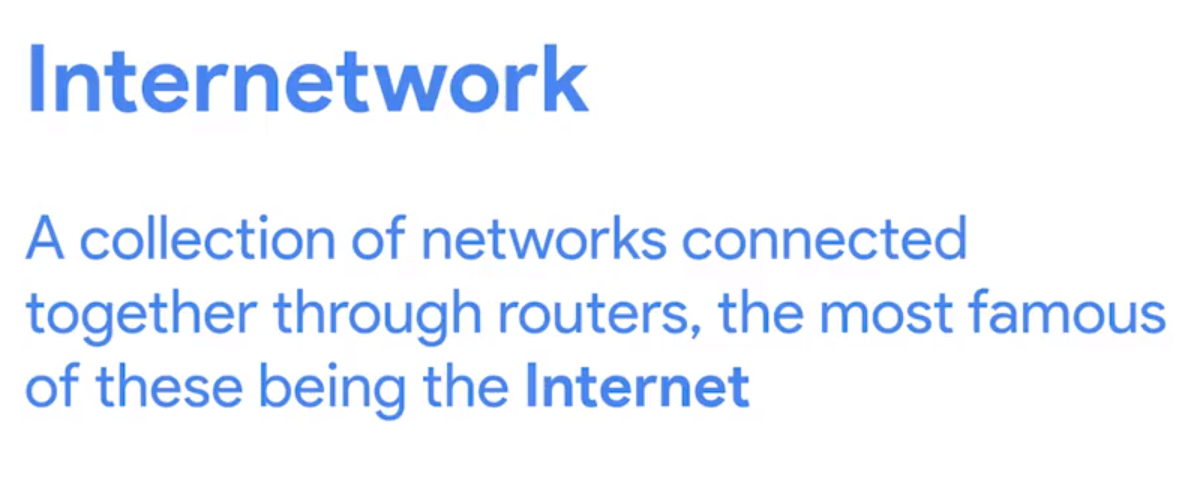 Internetwork
A collection of networks connected
together through routers, the most famous
of these being the Internet